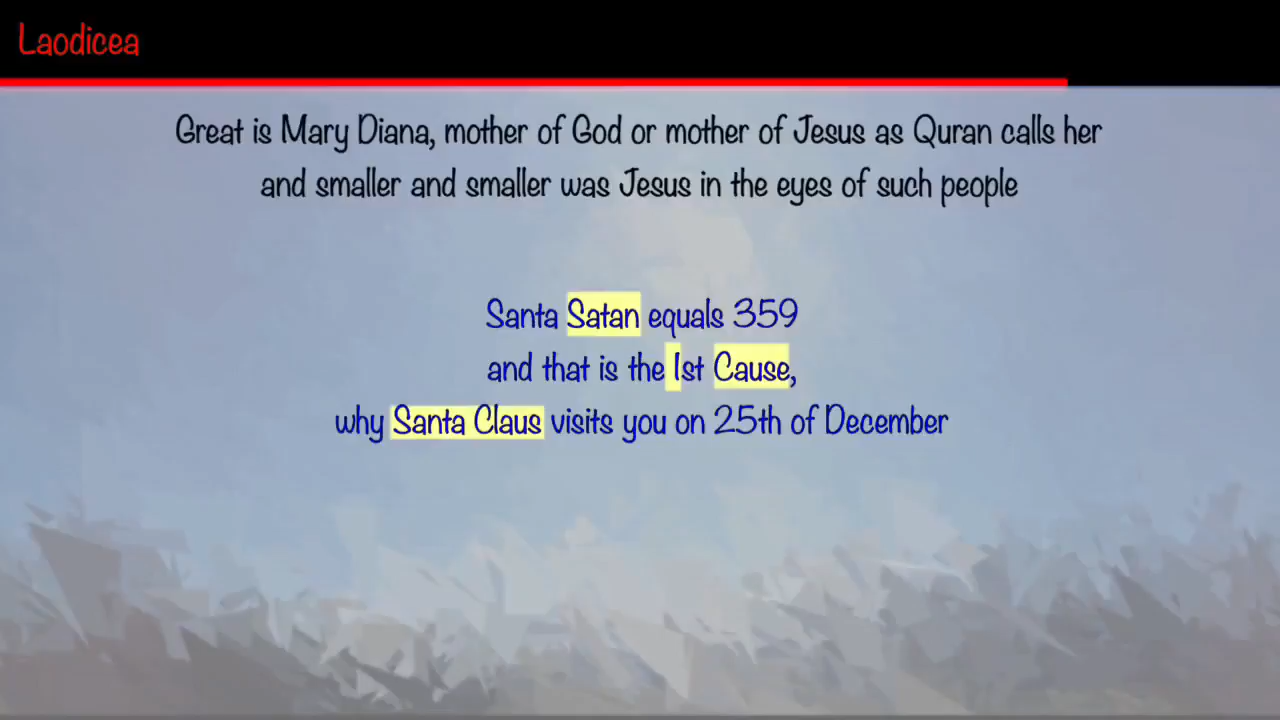 Laodicea
Great is Mary Diana, mother of God or mother of Jesus as Quran calls her
and smaller and smaller was Jesus in the eyes of such people
Santa Satan equals 359
and that is the 1st Cause,
why Santa Claus visits you on 25th of December